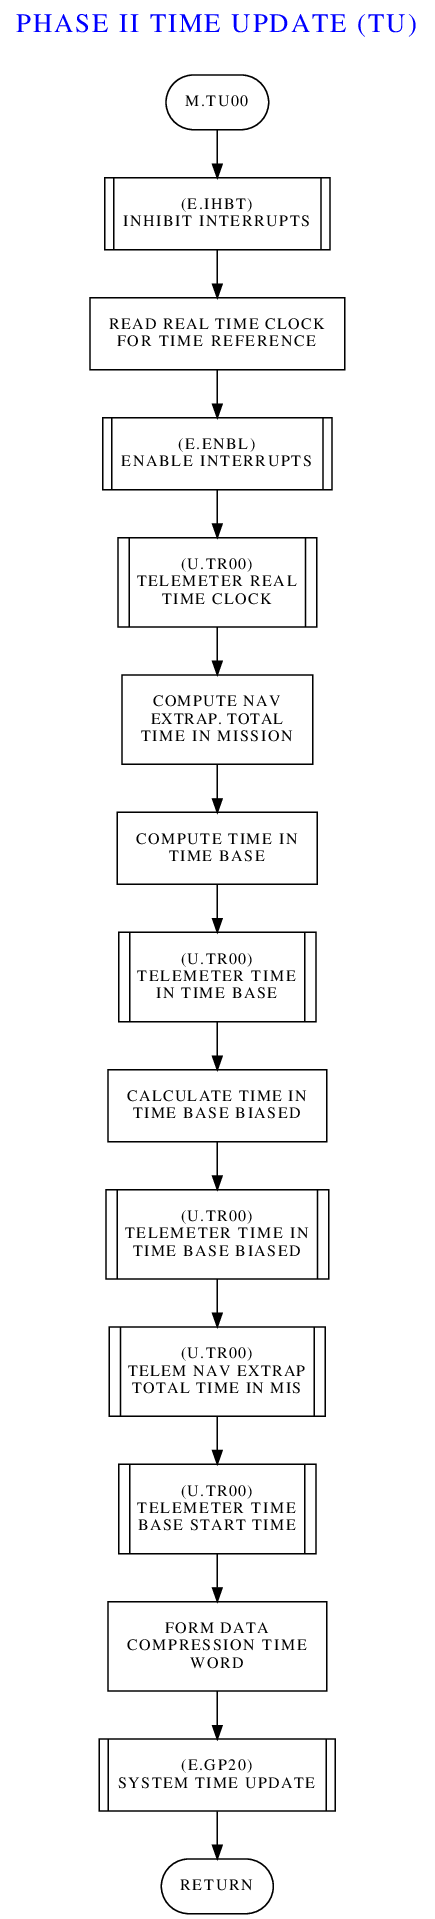 PHASE II TIME UPDATE (TU)
M.TU00
(E.IHBT)
INHIBIT INTERRUPTS
READ REAL TIME CLOCK
FOR TIME REFERENCE
(E.ENBL)
ENABLE INTERRUPTS
(U.TR00)
TELEMETER REAL
TIME CLOCK
COMPUTE NAV
EXTRAP. TOTAL
TIME IN MISSION
COMPUTE TIME IN
TIME BASE
(U.TR00)
TELEMETER TIME
IN TIME BASE
CALCULATE TIME IN
TIME BASE BIASED
(U.TR00)
TELEMETER TIME IN
TIME BASE BIASED
(U.TR00)
TELEM NAV EXTRAP
TOTAL TIME IN MIS
(U.TR00)
TELEMETER TIME
BASE START TIME
FORM DATA
COMPRESSION TIME
WORD
(E.GP20)
SYSTEM TIME UPDATE
RETURN